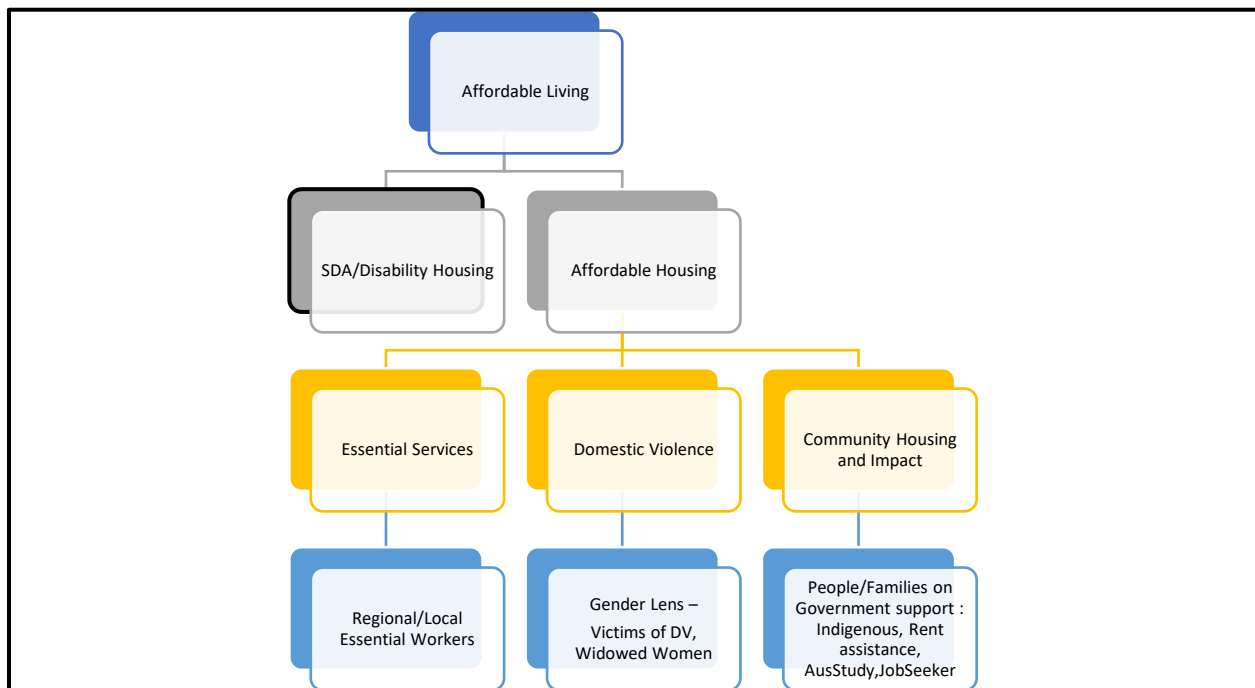 Affordable Living
SDA/Disability Housing
Affordable Housing
Essential Services
Domestic Violence
Community Housing
and Impact
Regional/Local
Essential Workers
Gender Lens –
Victims of DV,
Widowed Women
People/Families on
Government support :
Indigenous, Rent
assistance,
AusStudy,JobSeeker